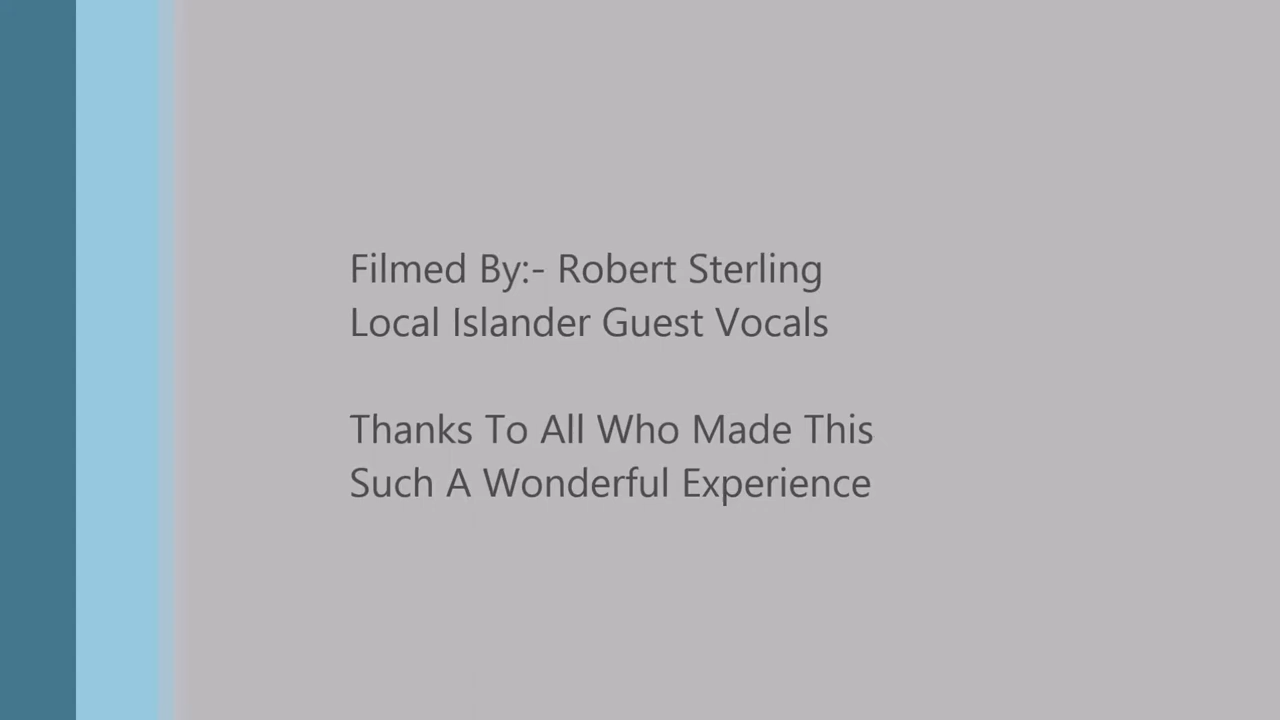 Filmed By:- Robert Sterling
Local Islander Guest Vocals
Thanks To All Who Made This
Such A Wonderful Experience